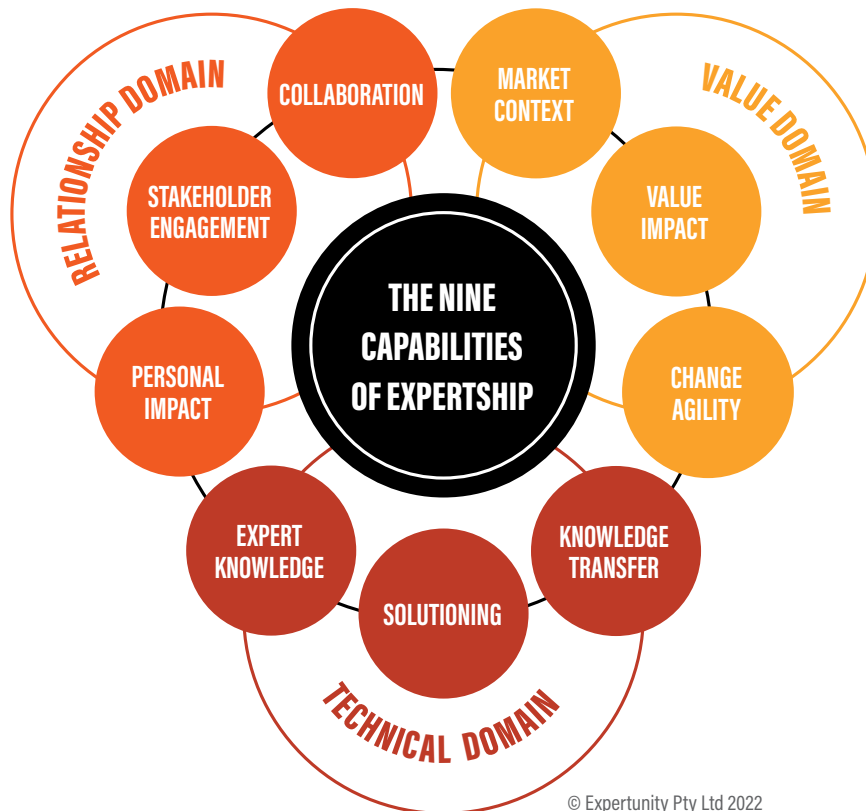 RELATIONSHIP DOMAIN
COLLABORATION
STAKEHOLDER
ENGAGEMENT
PERSONAL
IMPACT
MARKET
CONTEXT
VALUE DOMAIN
VALUE
IMPACT
CHANGE
AGILITY
THE NINE
CAPABILITIES
OF EXPERTSHIP
EXPERT
KNOWLEDGE
SOLUTIONING
KNOWLEDGE
TRANSFER
TECHNICAL DOMAIN
© Expertunity Pty Ltd 2022